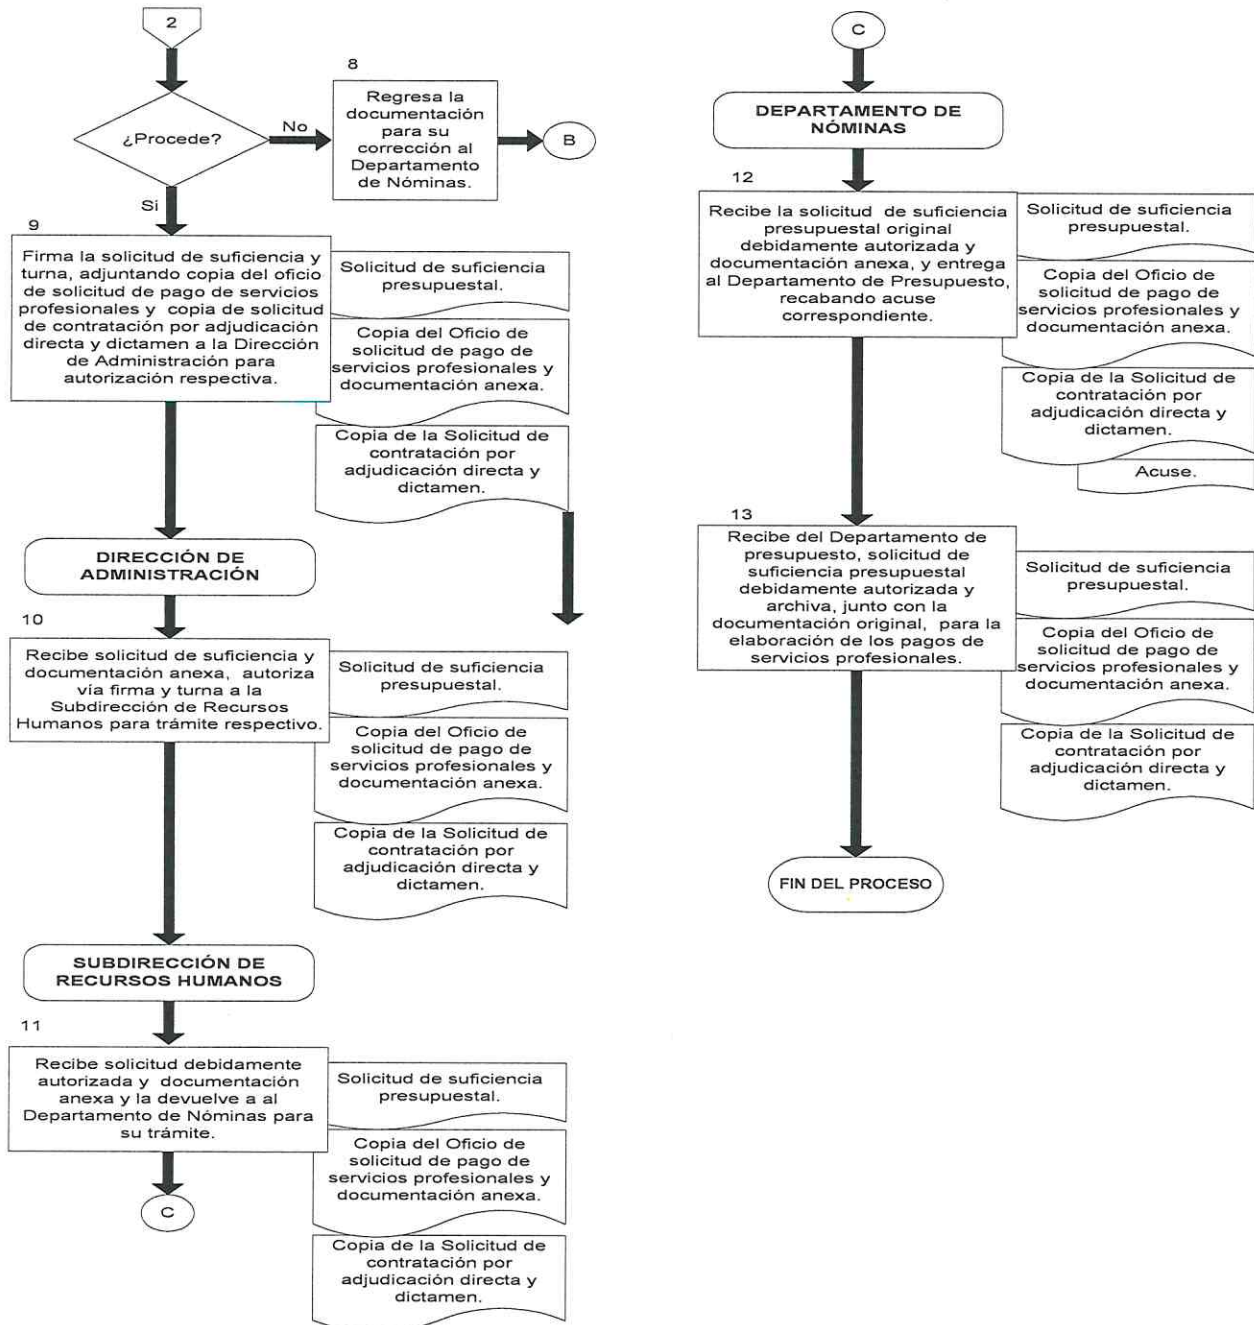 2
¿Procede?
No
8
Regresa la
documentación
para su
corrección al
Departamento
de Nóminas.
B
Si
9
Firma la solicitud de suficiencia y
turna, adjuntando copia del oficio
de solicitud de pago de servicios
profesionales y copia de solicitud
de contratación por adjudicación
directa y dictamen a la Dirección
de Administración para
autorización respectiva.
Solicitud de suficiencia
presupuestal.
Copia del Oficio de
solicitud de pago de
servicios profesionales y
documentación anexa.
Copia de la Solicitud de
contratación por
adjudicación directa y
dictamen.
DIRECCIÓN DE
ADMINISTRACIÓN
10
Recibe solicitud de suficiencia y
documentación anexa, autoriza
vía firma y turna a la
Subdirección de Recursos
Humanos para trámite respectivo.
Solicitud de suficiencia
presupuestal.
Copia del Oficio de
solicitud de pago de
servicios profesionales y
documentación anexa.
Copia de la Solicitud de
contratación por
adjudicación directa y
dictamen.
SUBDIRECCIÓN DE
RECURSOS HUMANOS
11
Recibe solicitud debidamente
autorizada y documentación
anexa y la devuelve a al
Departamento de Nóminas para
su trámite.
Solicitud de suficiencia
presupuestal.
Copia del Oficio de
solicitud de pago de
servicios profesionales y
documentación anexa.
Copia de la Solicitud de
contratación por
adjudicación directa y
dictamen.
C
C
DEPARTAMENTO DE
NÓMINAS
12
Recibe la solicitud de suficiencia
presupuestal original
debidamente autorizada y
documentación anexa, y entrega
al Departamento de Presupuesto,
recabando acuse
correspondiente.
Solicitud de suficiencia
presupuestal.
Copia del Oficio de
solicitud de pago de
servicios profesionales y
documentación anexa.
Copia de la Solicitud de
contratación por
adjudicación directa y
dictamen.
Acuse.
13
Recibe del Departamento de
presupuesto, solicitud de
suficiencia presupuestal
debidamente autorizada y
archiva, junto con la
documentación original, para la
elaboración de los pagos de
servicios profesionales.
Solicitud de suficiencia
presupuestal.
Copia del Oficio de
solicitud de pago de
servicios profesionales y
documentación anexa.
Copia de la Solicitud de
contratación por
adjudicación directa y
dictamen.
FIN DEL PROCESO